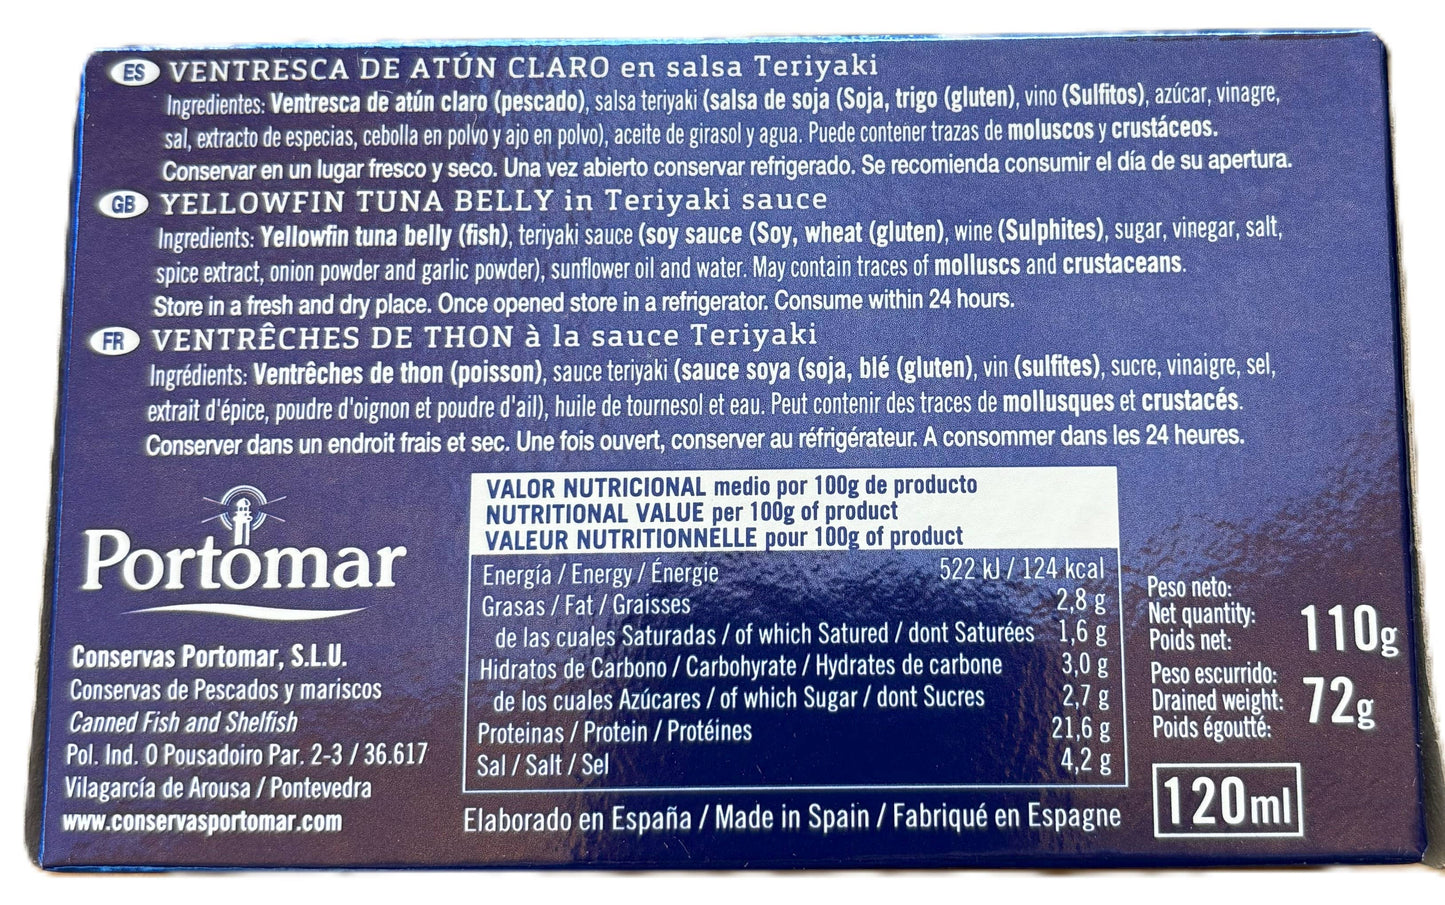 ES VENTRESCA DE ATÚN CLARO en salsa Teriyaki
Ingredientes: Ventresca de atún claro (pescado), salsa teriyaki (salsa de soja (Soja, trigo (gluten), vino (Sulfitos), azúcar, vinagre,
sal, extracto de especias, cebolla en polvo y ajo en polvo), aceite de girasol y agua. Puede contener trazas de moluscos y crustáceos.
Conservar en un lugar fresco y seco. Una vez abierto conservar refrigerado. Se recomienda consumir el día de su apertura.
GB YELLOWFIN TUNA BELLY in Teriyaki sauce
Ingredients: Yellowfin tuna belly (fish), teriyaki sauce (soy sauce (Soy, wheat (gluten), wine (Sulphites), sugar, vinegar, salt,
spice extract, onion powder and garlic powder), sunflower oil and water. May contain traces of molluscs and crustaceans.
Store in a fresh and dry place. Once opened store in a refrigerator. Consume within 24 hours.
FR VENTRÊCHES DE THON à la sauce Teriyaki
Ingrédients: Ventrêches de thon (poisson), sauce teriyaki (sauce soya (soja, blé (gluten), vin (sulfites), sucre, vinaigre, sel,
extrait d'épice, poudre d'oignon et poudre d'ail), huile de tournesol et eau. Peut contenir des traces de mollusques et crustacés.
Conserver dans un endroit frais et sec. Une fois ouvert, conserver au réfrigérateur. A consommer dans les 24 heures.
Portomar
Conservas Portomar, S.L.U.
Conservas de Pescados y mariscos
Canned Fish and Shelfish
Pol. Ind. O Pousadoiro Par. 2-3 / 36.617
Vilagarcía de Arousa / Pontevedra
www.conservasportomar.com
VALOR NUTRICIONAL medio por 100g de producto
NUTRITIONAL VALUE per 100g of product
VALEUR NUTRITIONNELLE pour 100g of product
Energía / Energy / Énergie 522 kJ / 124 kcal
Grasas / Fat / Graisses 2,8 g
de las cuales Saturadas / of which Satured / dont Saturées 1,6 g
Hidratos de Carbono / Carbohyrate / Hydrates de carbone 3,0 g
de los cuales Azúcares / of which Sugar / dont Sucres 2,7 g
Proteinas / Protein / Protéines 21,6 g
Sal / Salt / Sel 4,2 g
Elaborado en España / Made in Spain / Fabriqué en Espagne
Peso neto:
Net quantity: 110g
Poids net:
Peso escurrido:
Drained weight: 72g
Poids égoutté:
120ml